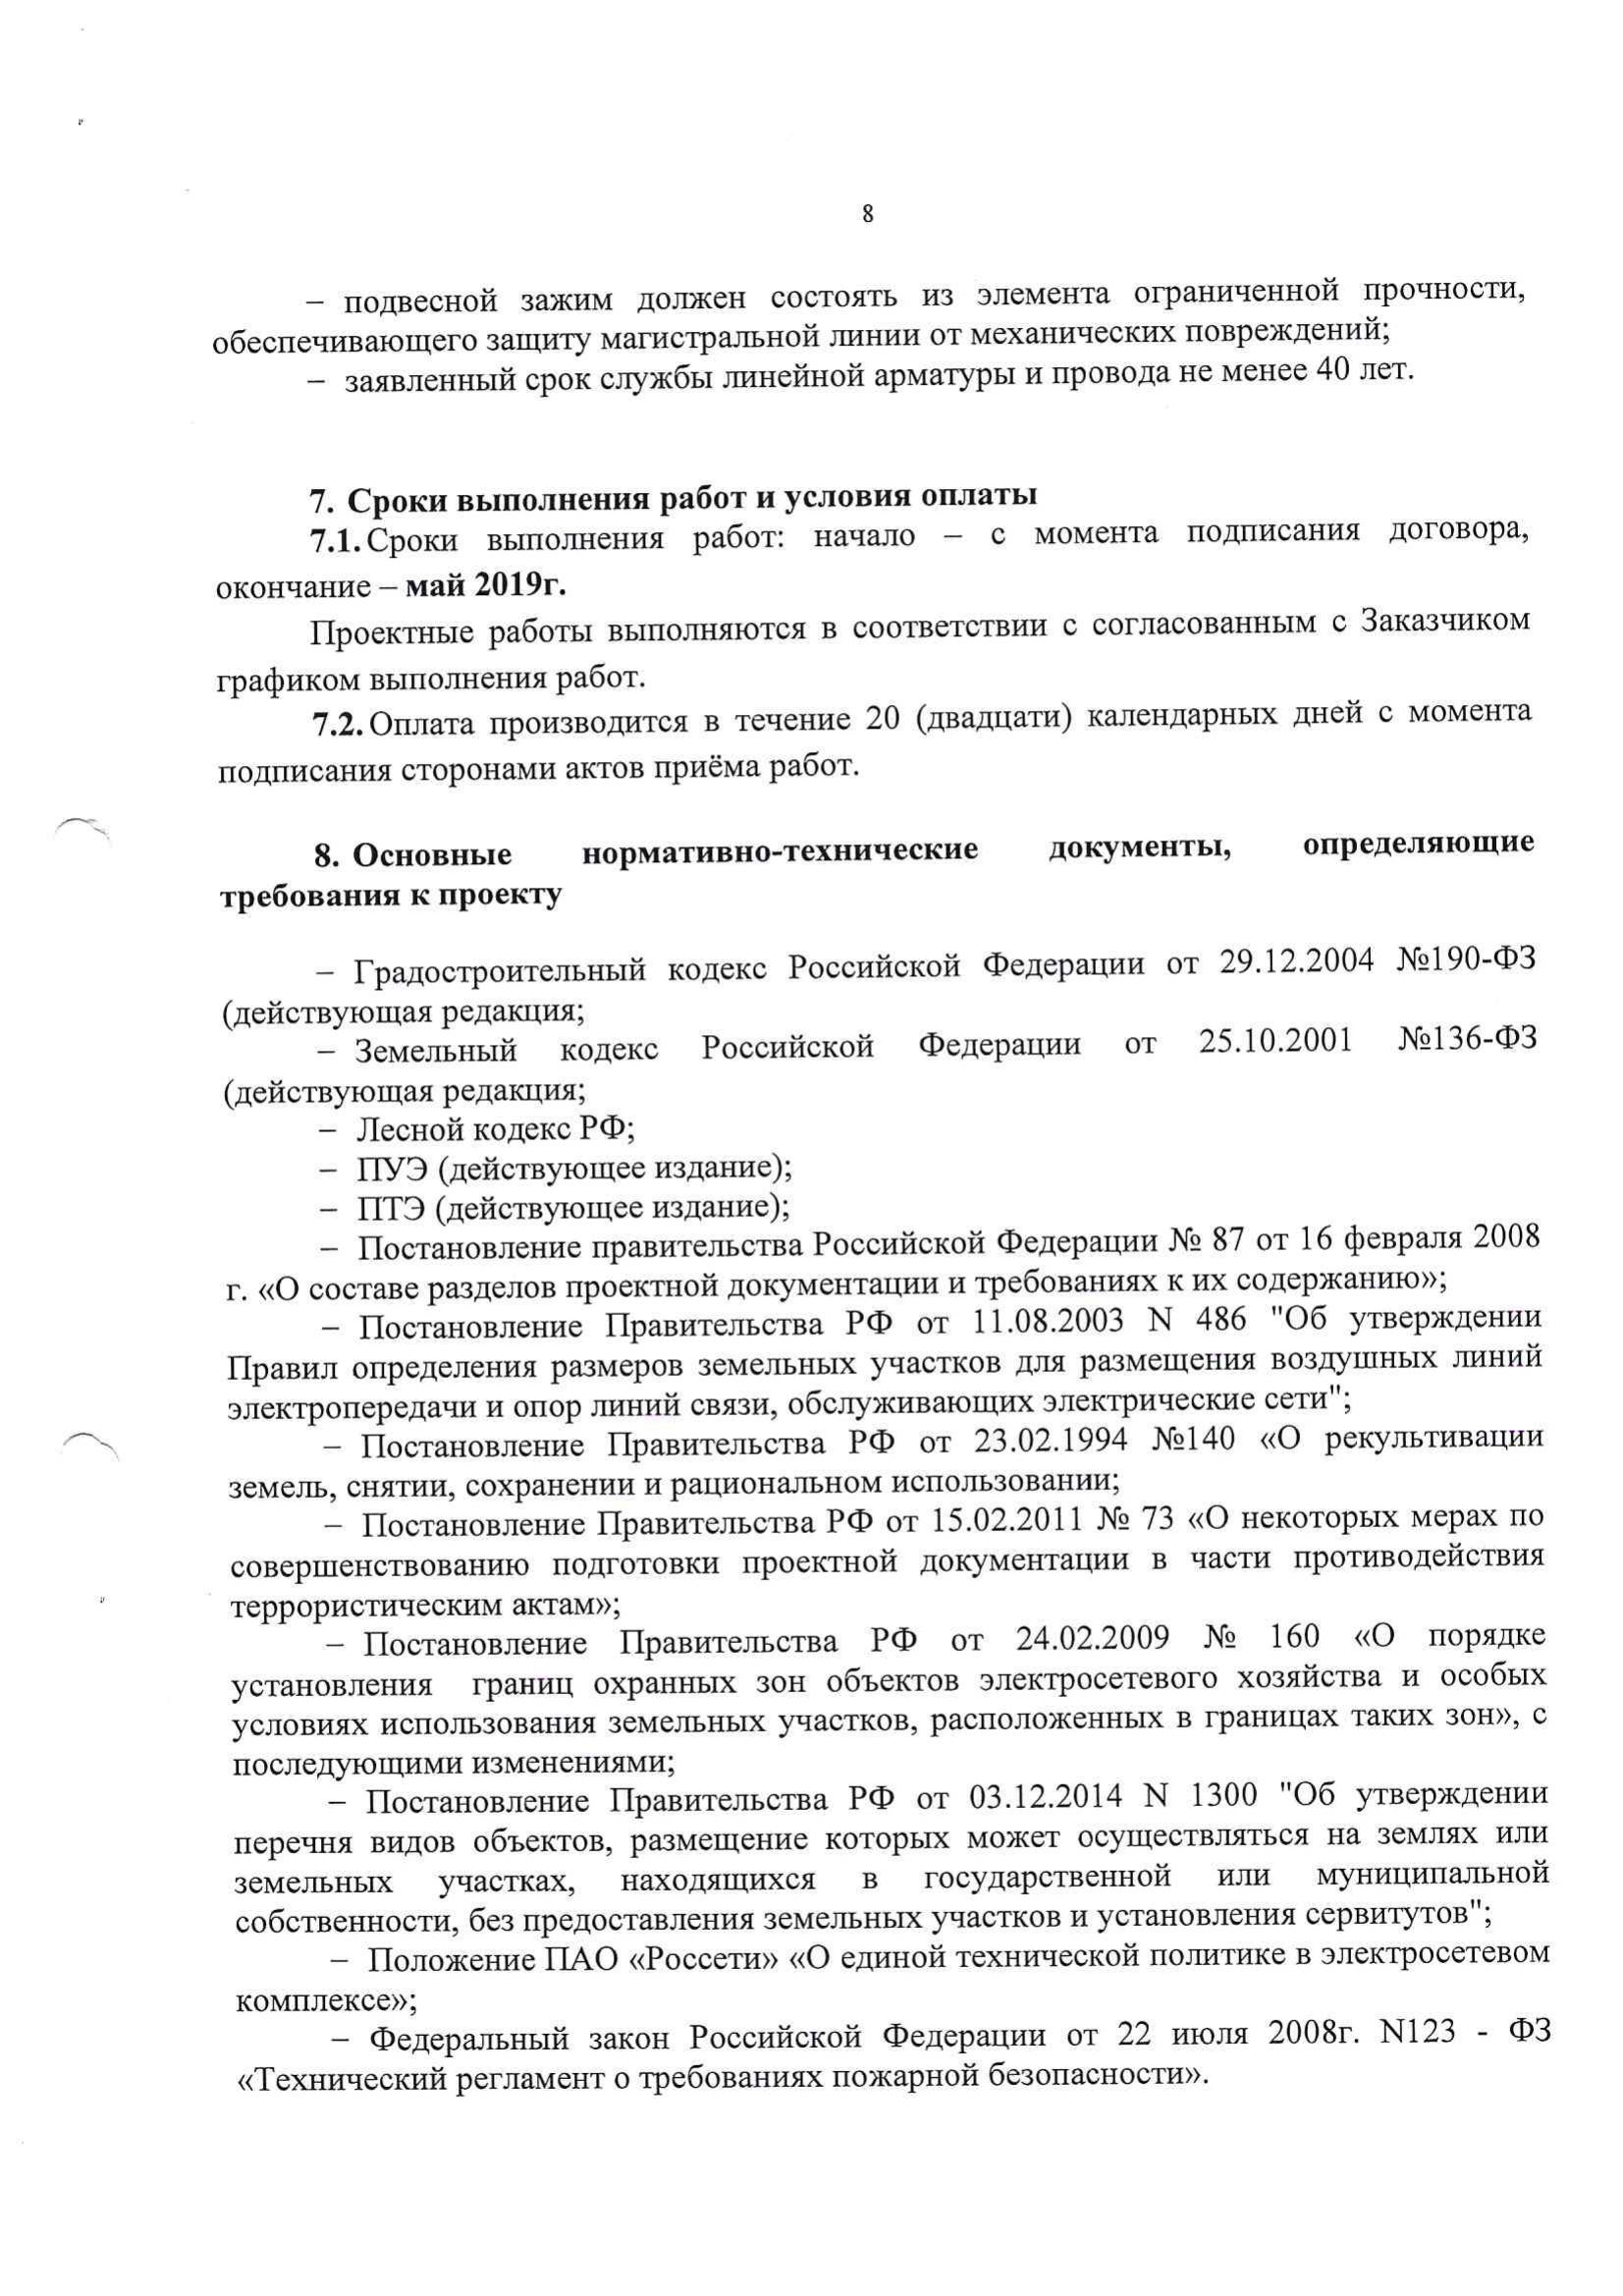 8
– подвесной зажим должен состоять из элемента ограниченной прочности,
обеспечивающего защиту магистральной линии от механических повреждений;
– заявленный срок службы линейной арматуры и провода не менее 40 лет.
7. Сроки выполнения работ и условия оплаты
7.1. Сроки выполнения работ: начало – с момента подписания договора,
окончание – май 2019г.
Проектные работы выполняются в соответствии с согласованным с Заказчиком
графиком выполнения работ.
7.2. Оплата производится в течение 20 (двадцати) календарных дней с момента
подписания сторонами актов приёма работ.
8. Основные нормативно-технические документы, определяющие
требования к проекту
– Градостроительный кодекс Российской Федерации от 29.12.2004 №190-ФЗ
(действующая редакция;
– Земельный кодекс Российской Федерации от 25.10.2001 №136-ФЗ
(действующая редакция;
– Лесной кодекс РФ;
– ПУЭ (действующее издание);
– ПТЭ (действующее издание);
– Постановление правительства Российской Федерации № 87 от 16 февраля 2008
г. «О составе разделов проектной документации и требованиях к их содержанию»;
– Постановление Правительства РФ от 11.08.2003 N 486 "Об утверждении
Правил определения размеров земельных участков для размещения воздушных линий
электропередачи и опор линий связи, обслуживающих электрические сети";
– Постановление Правительства РФ от 23.02.1994 №140 «О рекультивации
земель, снятии, сохранении и рациональном использовании;
– Постановление Правительства РФ от 15.02.2011 № 73 «О некоторых мерах по
совершенствованию подготовки проектной документации в части противодействия
террористическим актам»;
– Постановление Правительства РФ от 24.02.2009 № 160 «О порядке
установления границ охранных зон объектов электросетевого хозяйства и особых
условиях использования земельных участков, расположенных в границах таких зон», с
последующими изменениями;
– Постановление Правительства РФ от 03.12.2014 N 1300 "Об утверждении
перечня видов объектов, размещение которых может осуществляться на землях или
земельных участках, находящихся в государственной или муниципальной
собственности, без предоставления земельных участков и установления сервитутов";
– Положение ПАО «Россети» «О единой технической политике в электросетевом
комплексе»;
– Федеральный закон Российской Федерации от 22 июля 2008г. N123 - ФЗ
«Технический регламент о требованиях пожарной безопасности».